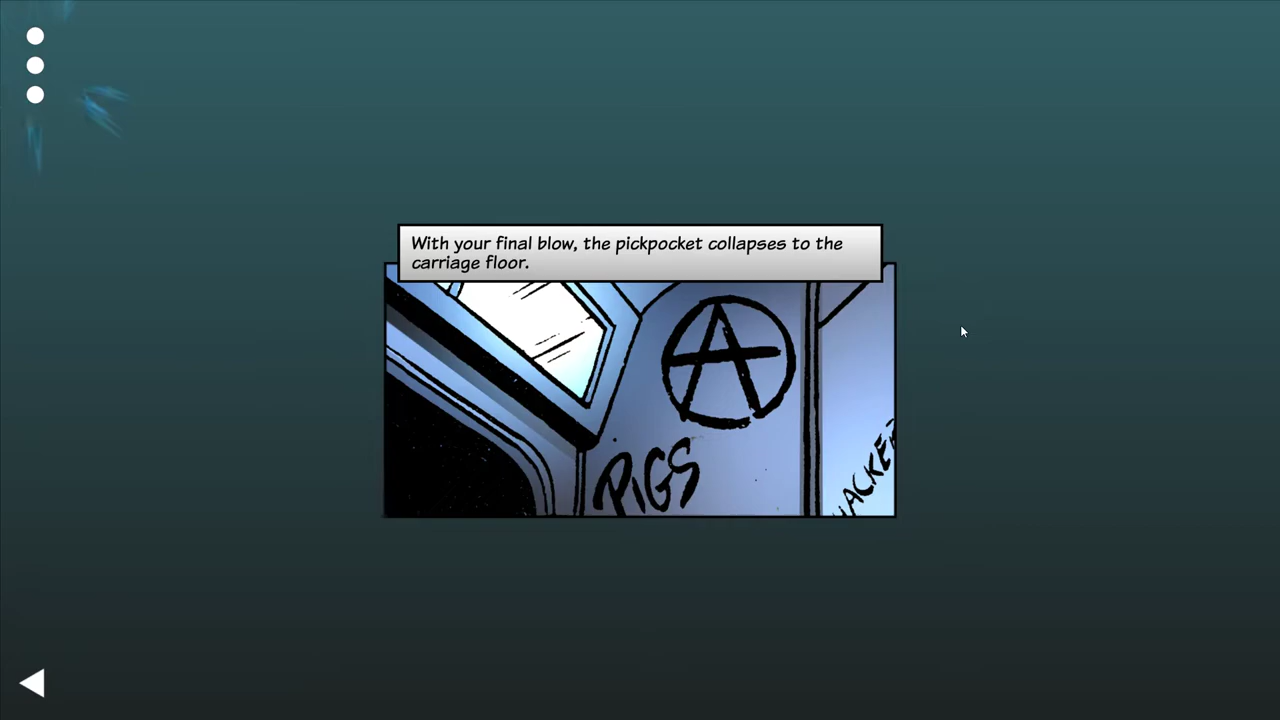 With your final blow, the pickpocket collapses to the
carriage floor.
A
PIGS